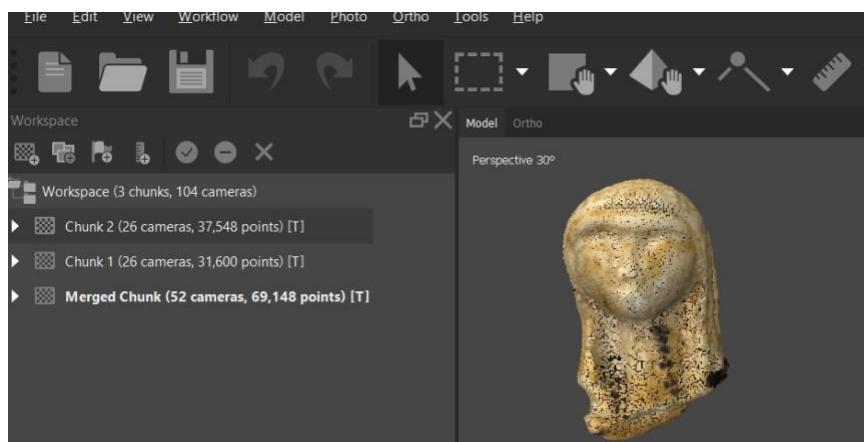 File Edit View Workflow Model Photo Ortho Tools Help
Workspace
Model Ortho
Perspective 30°
Workspace (3 chunks, 104 cameras)
Chunk 2 (26 cameras, 37,548 points) [T]
Chunk 1 (26 cameras, 31,600 points) [T]
Merged Chunk (52 cameras, 69,148 points) [T]